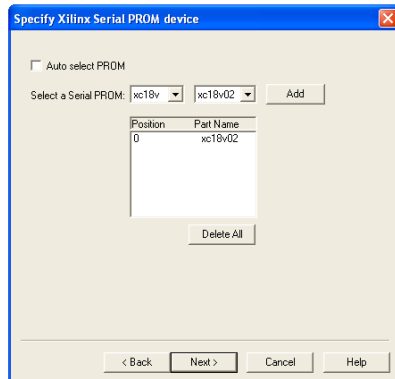 Specify Xilinx Serial PROM device
Auto select PROM
Select a Serial PROM: xc18v xc18v02 Add
Position Part Name
0 xc18v02
Delete All
< Back Next > Cancel Help